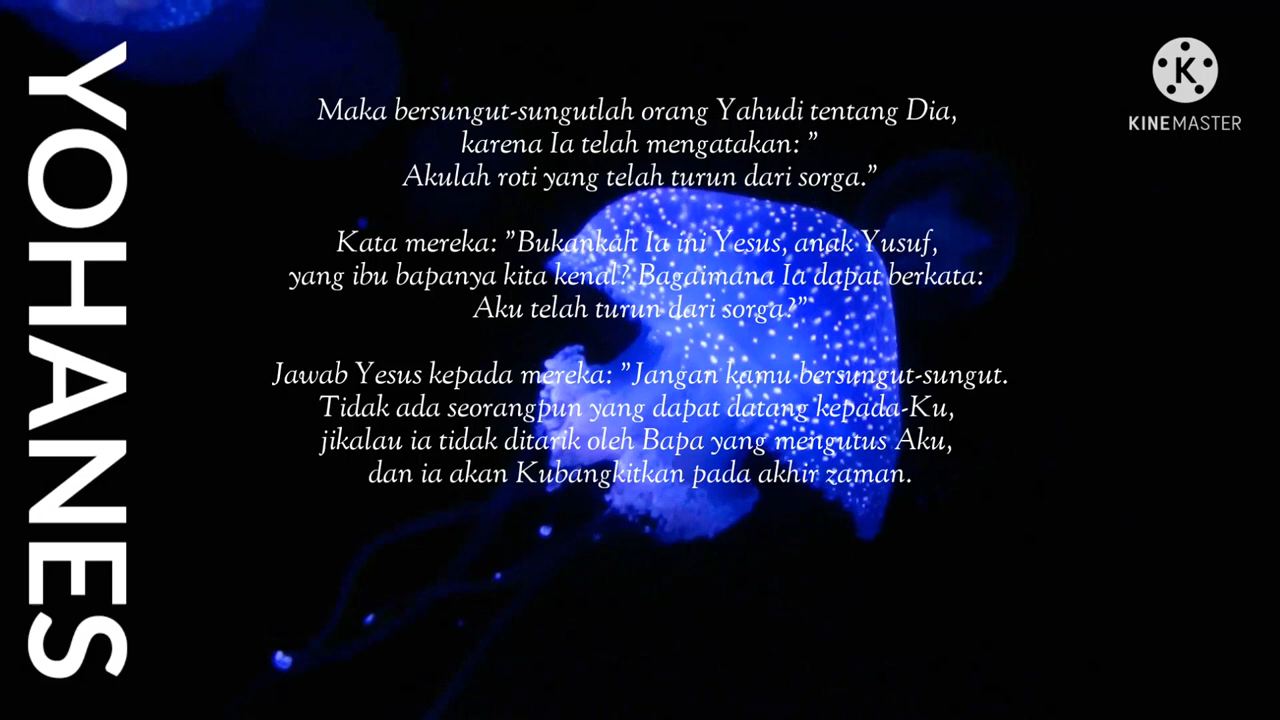 YOHANES
Maka bersungut-sungutlah orang Yahudi tentang Dia,
karena Ia telah mengatakan: ”
Akulah roti yang telah turun dari sorga.”
Kata mereka: ”Bukankah Ia ini Yesus, anak Yusuf,
yang ibu bapanya kita kenal? Bagaimana Ia dapat berkata:
Aku telah turun dari sorga?”
Jawab Yesus kepada mereka: ”Jangan kamu bersungut-sungut.
Tidak ada seorangpun yang dapat datang kepada-Ku,
jikalau ia tidak ditarik oleh Bapa yang mengutus Aku,
dan ia akan Kubangkitkan pada akhir zaman.
K
KINEMASTER